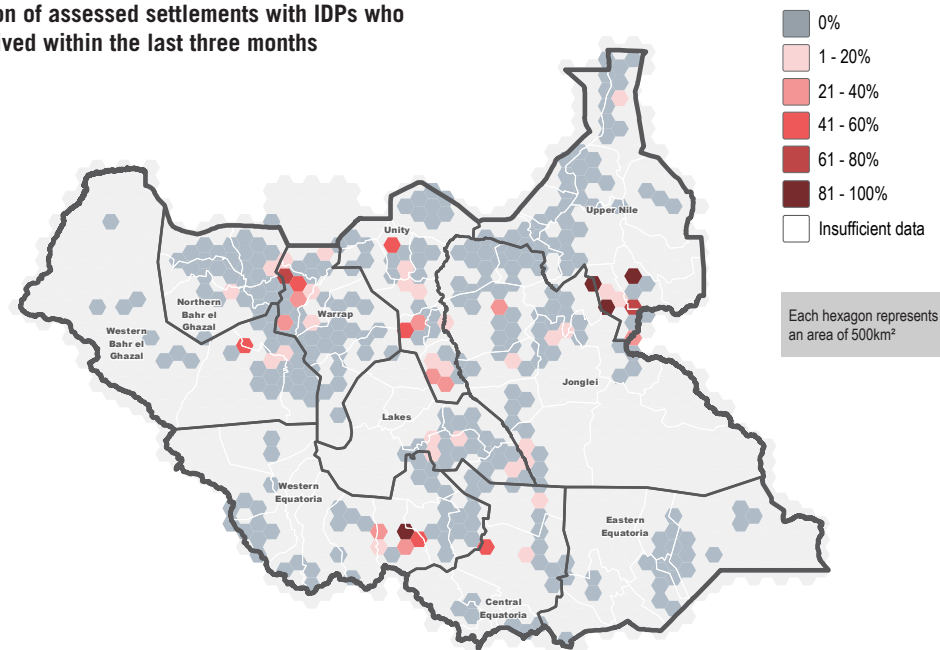 on of assessed settlements with IDPs who
ived within the last three months
0%
1 - 20%
21 - 40%
41 - 60%
61 - 80%
81 - 100%
Insufficient data
Each hexagon represents
an area of 500km²
Upper Nile
Unity
Northern
Bahr el
Ghazal
Warrap
Western
Bahr el
Ghazal
Jonglei
Lakes
Western
Equatoria
Eastern
Equatoria
Central
Equatoria